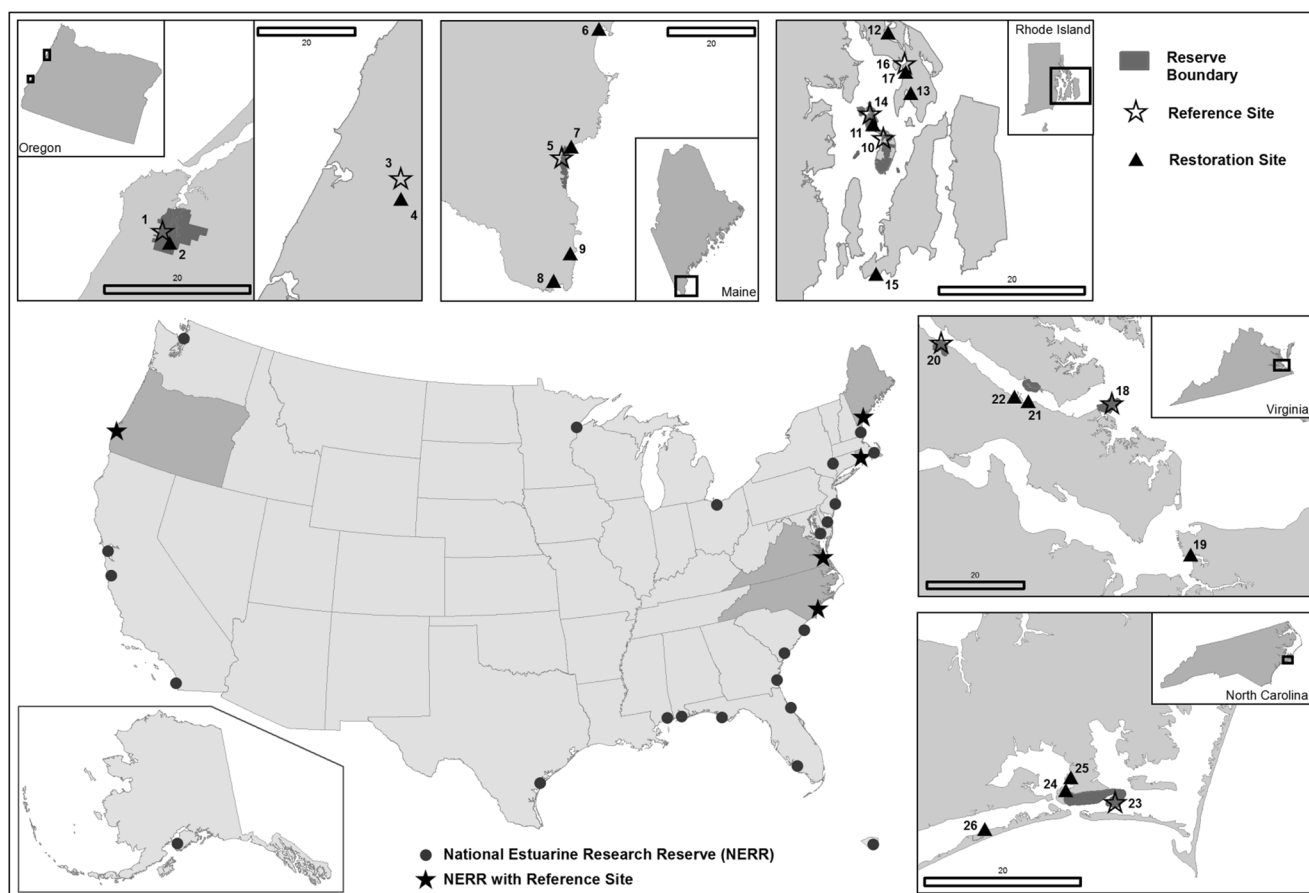 20
20
6
12
Rhode Island
16
17
13
Reserve
Boundary
Reference Site
Restoration Site
Oregon
3
4
7
5
14
11
10
1
2
20
9
8
Maine
15
20
20
22
21
18
Virginia
19
20
North Carolina
25
24
23
26
20
National Estuarine Research Reserve (NERR)
NERR with Reference Site